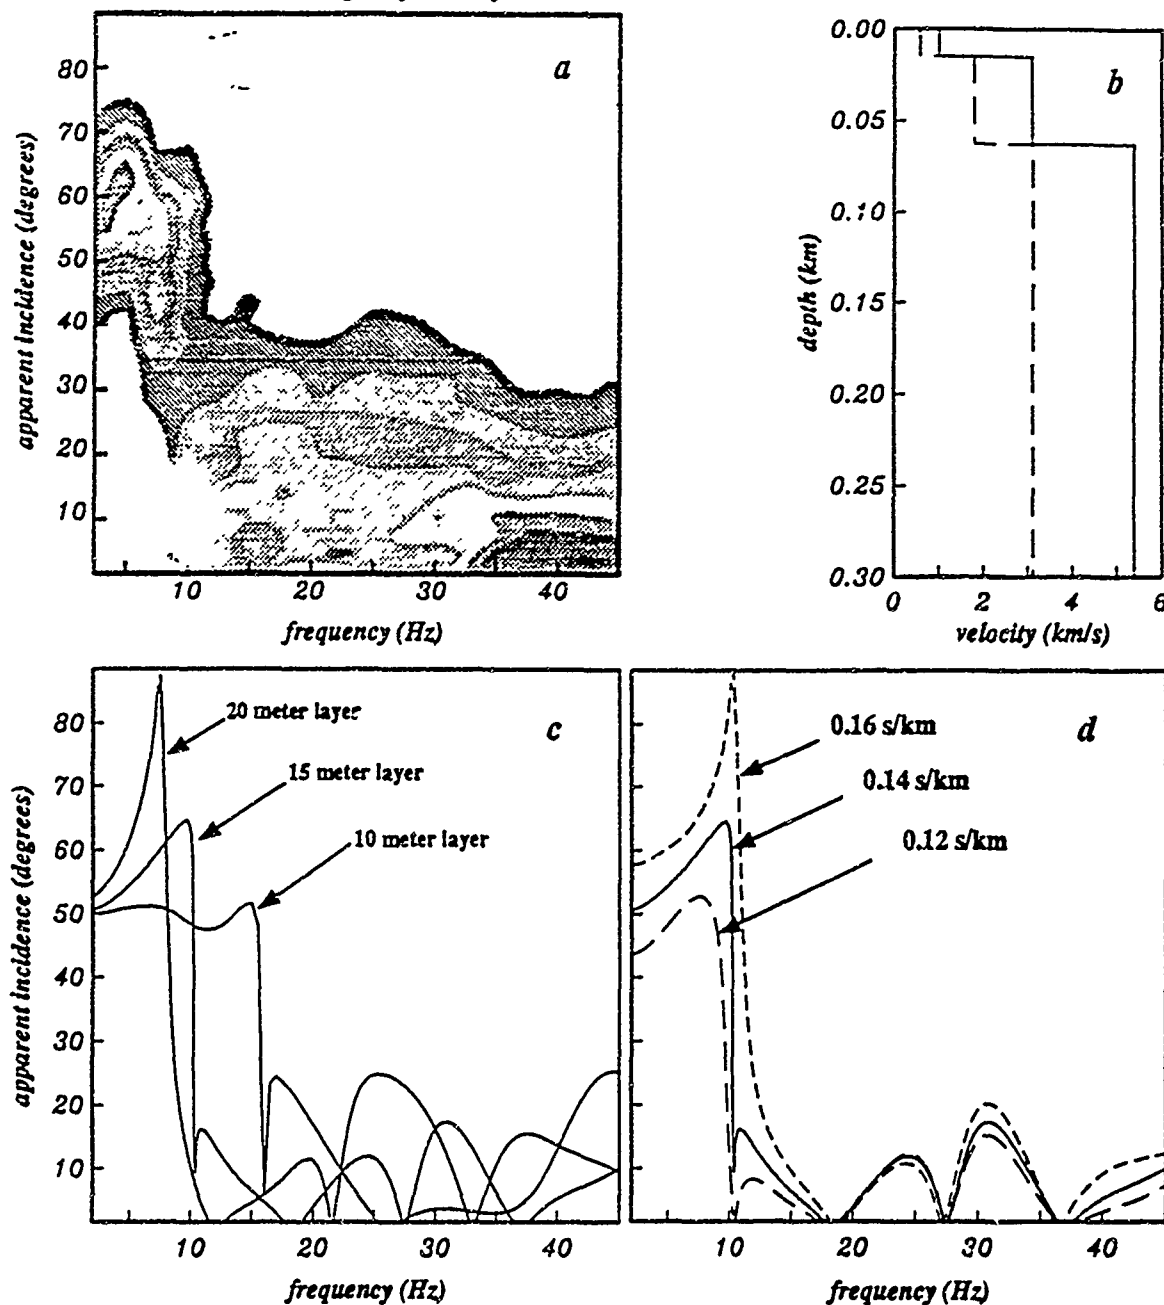 a
80
70
60
50
40
30
20
10
apparent incidence (degrees)
10 20 30 40
frequency (Hz)
b
0.00
0.05
0.10
0.15
0.20
0.25
0.30
depth (km)
0 2 4 6
velocity (km/s)
c
80
70
60
50
40
30
20
10
apparent incidence (degrees)
20 meter layer
15 meter layer
10 meter layer
10 20 30 40
frequency (Hz)
d
0.16 s/km
0.14 s/km
0.12 s/km
10 20 30 40
frequency (Hz)